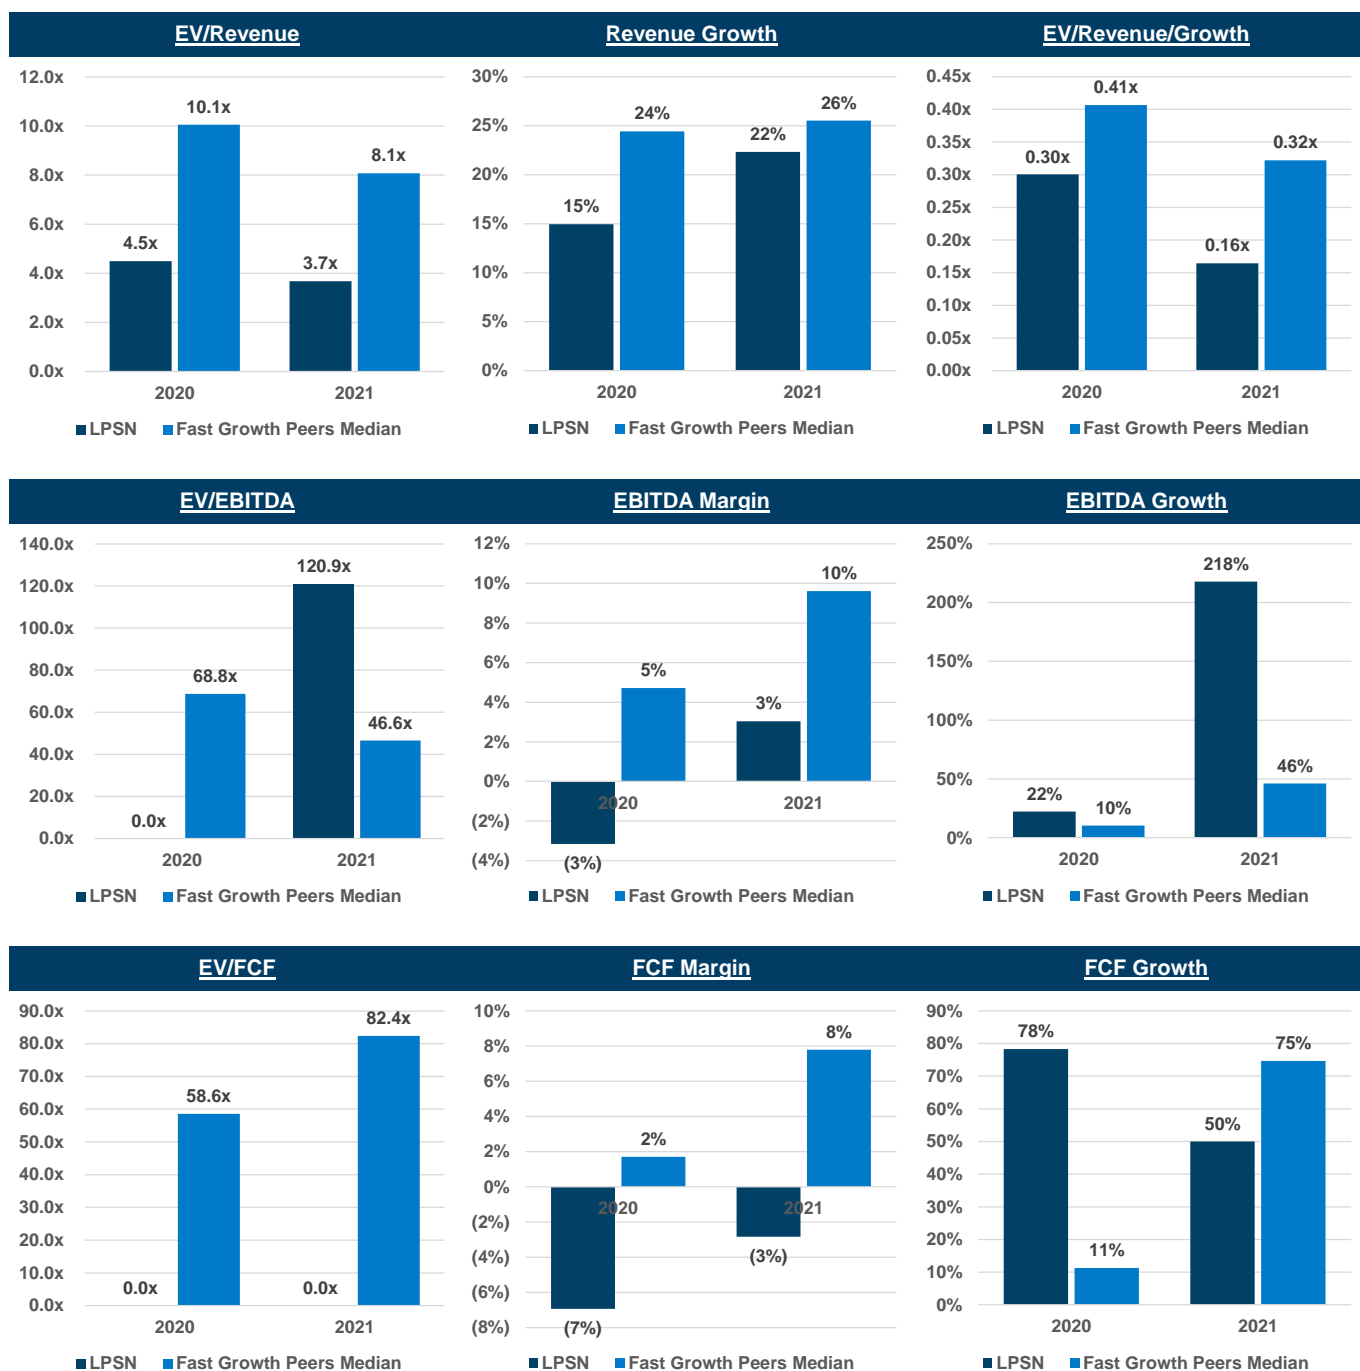 EV/Revenue
12.0x
10.0x
8.0x
6.0x
4.0x
2.0x
0.0x
4.5x
10.1x
3.7x
8.1x
2020
2021
LPSN
Fast Growth Peers Median
Revenue Growth
30%
25%
20%
15%
10%
5%
0%
15%
24%
22%
26%
2020
2021
LPSN
Fast Growth Peers Median
EV/Revenue/Growth
0.45x
0.40x
0.35x
0.30x
0.25x
0.20x
0.15x
0.10x
0.05x
0.00x
0.30x
0.41x
0.16x
0.32x
2020
2021
LPSN
Fast Growth Peers Median
EV/EBITDA
140.0x
120.0x
100.0x
80.0x
60.0x
40.0x
20.0x
0.0x
0.0x
68.8x
120.9x
46.6x
2020
2021
LPSN
Fast Growth Peers Median
EBITDA Margin
12%
10%
8%
6%
4%
2%
0%
(2%)
(4%)
(3%)
5%
3%
10%
2020
2021
LPSN
Fast Growth Peers Median
EBITDA Growth
250%
200%
150%
100%
50%
0%
22%
10%
218%
46%
2020
2021
LPSN
Fast Growth Peers Median
EV/FCF
90.0x
80.0x
70.0x
60.0x
50.0x
40.0x
30.0x
20.0x
10.0x
0.0x
0.0x
58.6x
0.0x
82.4x
2020
2021
LPSN
Fast Growth Peers Median
FCF Margin
10%
8%
6%
4%
2%
0%
(2%)
(4%)
(6%)
(8%)
(7%)
2%
(3%)
8%
2020
2021
LPSN
Fast Growth Peers Median
FCF Growth
90%
80%
70%
60%
50%
40%
30%
20%
10%
0%
78%
11%
50%
75%
2020
2021
LPSN
Fast Growth Peers Median